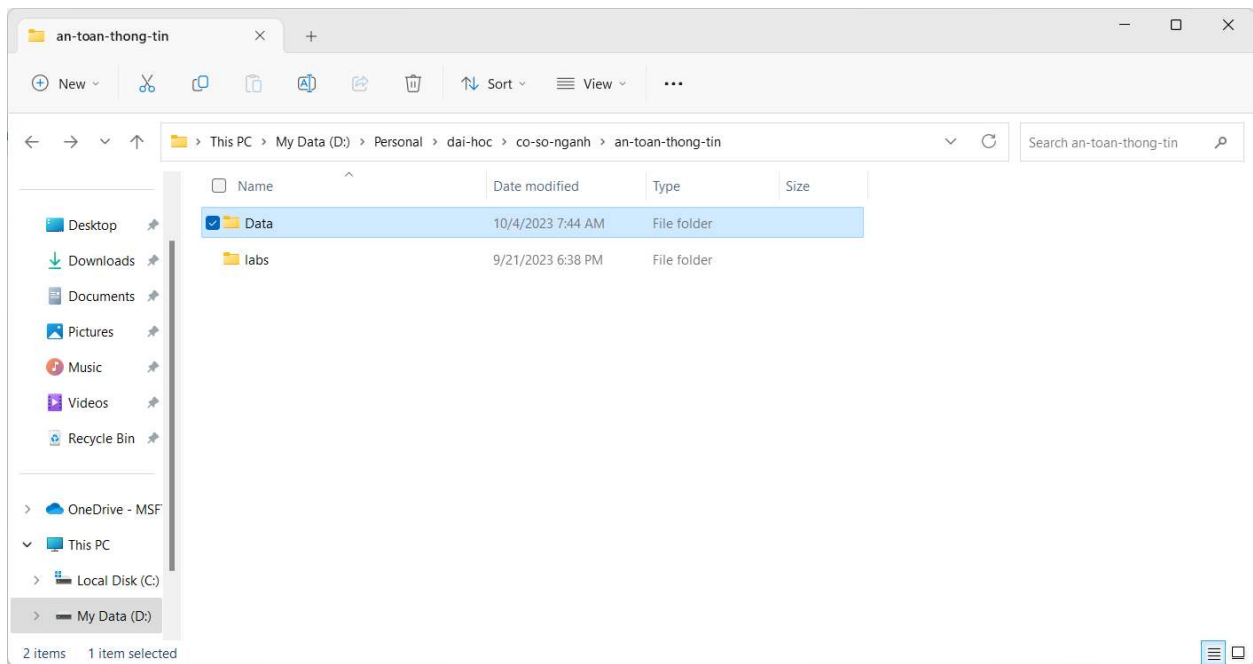 an-toan-thong-tin
New
Sort
View
This PC > My Data (D:) > Personal > dai-hoc > co-so-nganh > an-toan-thong-tin
Search an-toan-thong-tin
Name
Date modified
Type
Size
Desktop
Downloads
Documents
Pictures
Music
Videos
Recycle Bin
OneDrive - MSF
This PC
Local Disk (C:)
My Data (D:)
Data 10/4/2023 7:44 AM File folder
labs 9/21/2023 6:38 PM File folder
2 items 1 item selected